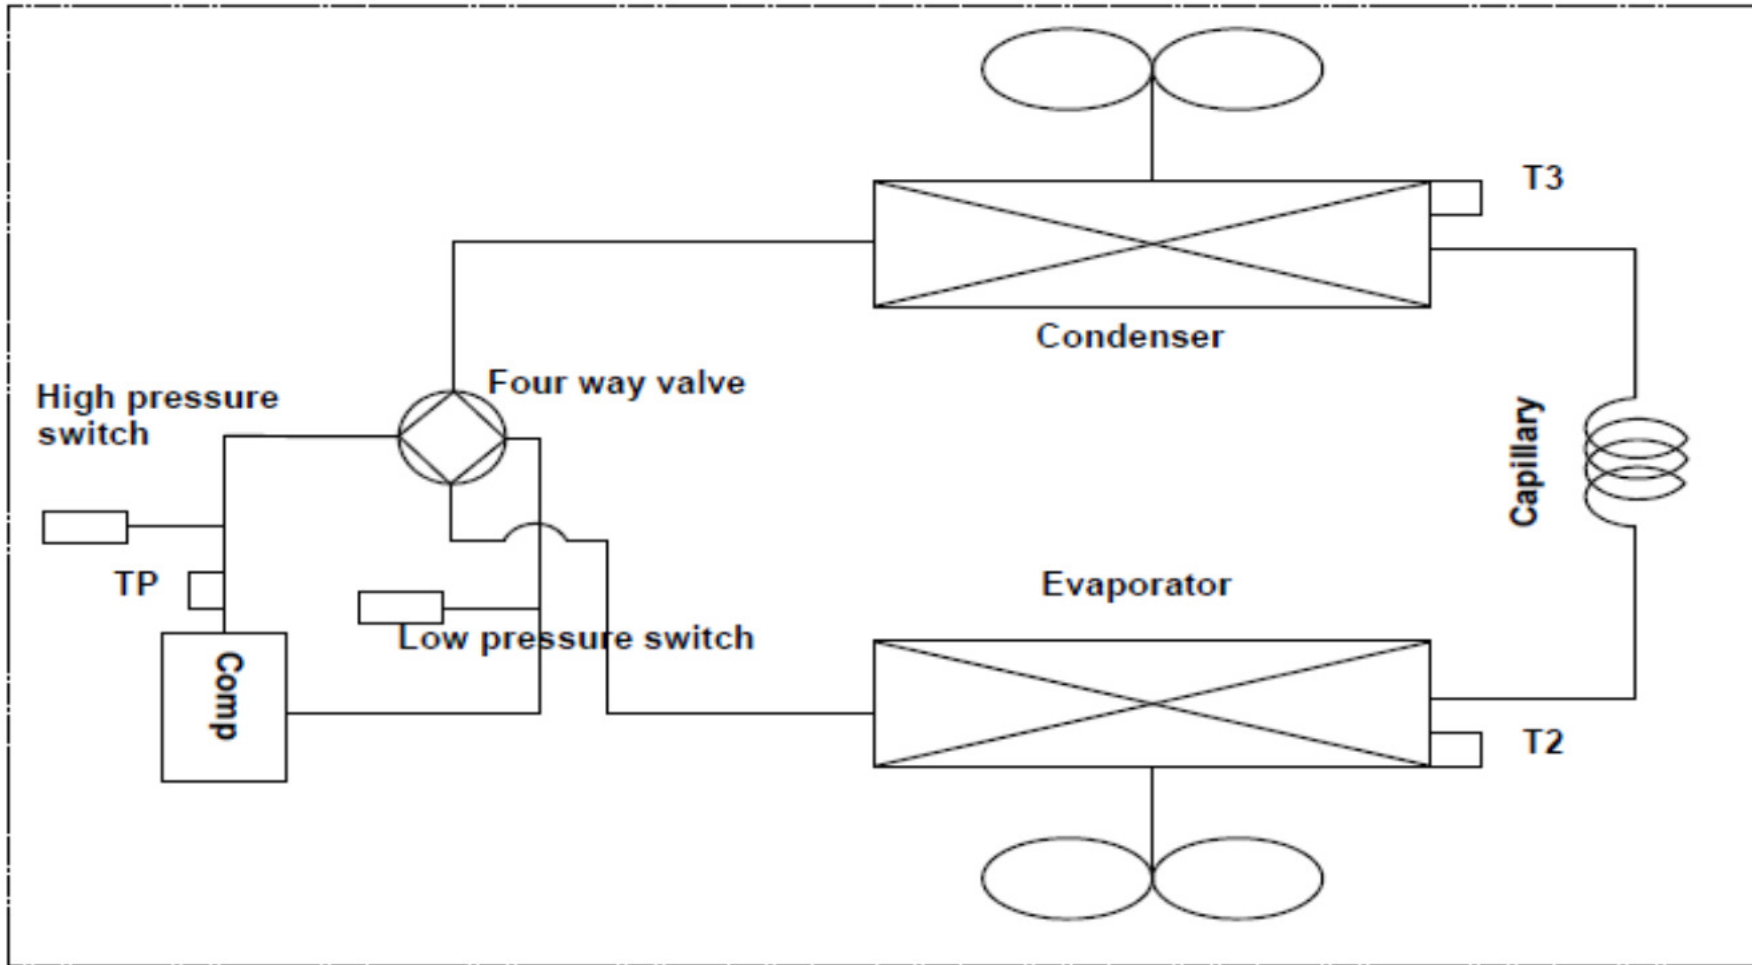 T3
Condenser
Four way valve
High pressure
switch
Capillary
TP
Evaporator
Low pressure switch
Comp
T2